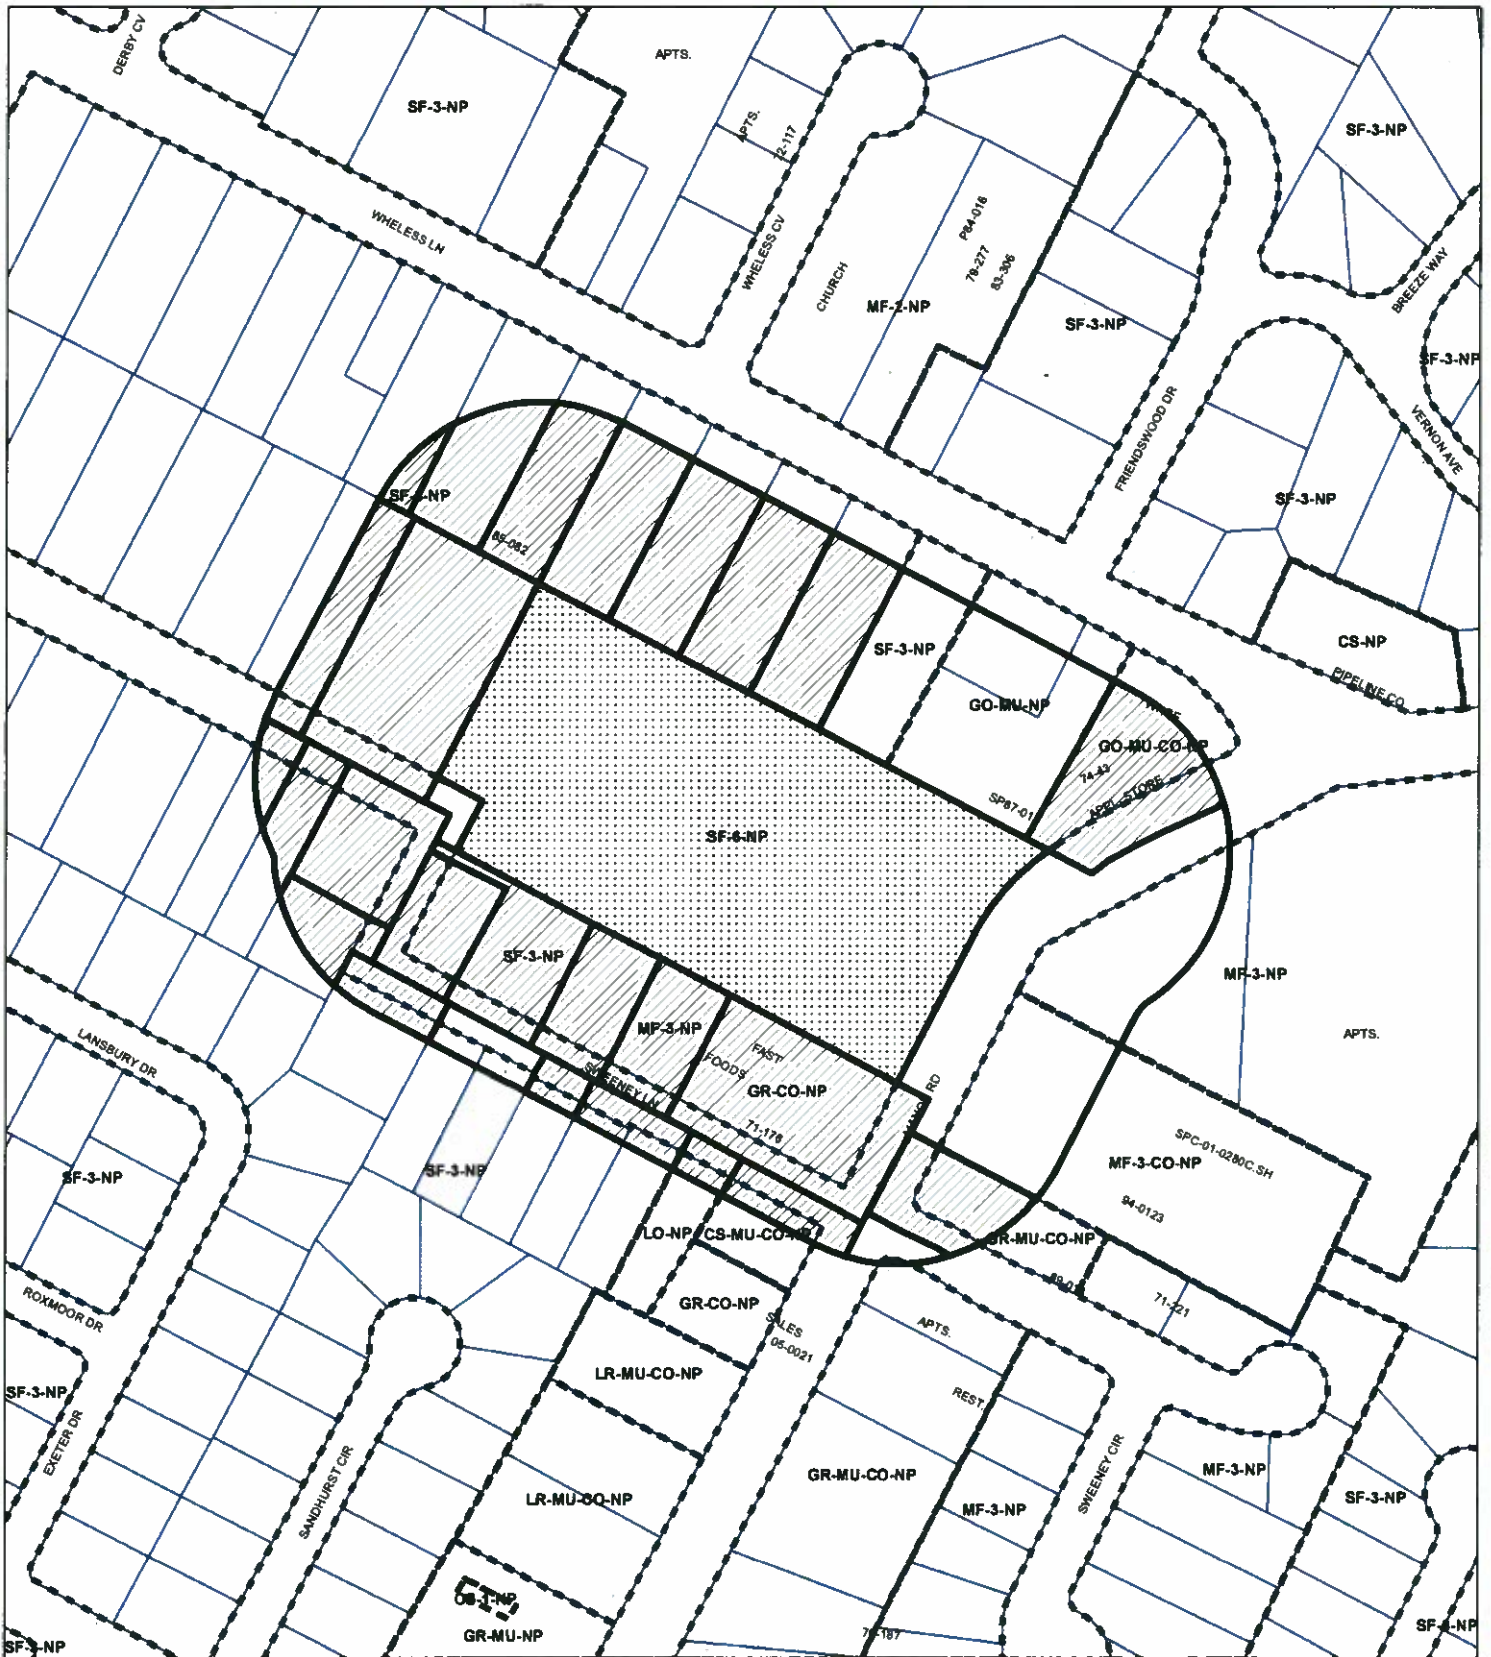 DERBY CV
APTS.
SF-3-NP
APTS.
72-117
SF-3-NP
WHELESS LN
WHELESS CV
CHURCH
P84-016
79-277
83-306
MF-2-NP
SF-3-NP
BREEZE WAY
SF-3-NP
FRIENDSWOOD DR
VERNON AVE
SF-3-NP
85-082
SF-3-NP
CS-NP
PIPELINE CO
GO-MU-NP
GO-MU-CO-NP
74-43
APPL. STORE
SP87-01
SF-6-NP
SF-3-NP
MF-3-NP
MF-3-NP
APTS.
FAST
FOODS
GR-CO-NP
SWEENEY LN
71-176
RD
LANSBURY DR
SF-3-NP
SF-3-NP
SPC-01-0280C.SH
MF-3-CO-NP
94-0123
LO-NP
CS-MU-CO-NP
GR-MU-CO-NP
71-221
GR-CO-NP
SALES
05-0021
APTS.
ROXMOOR DR
LR-MU-CO-NP
SF-3-NP
REST.
EXETER DR
SANDHURST CIR
GR-MU-CO-NP
SWEENEY CIR
MF-3-NP
LR-MU-CO-NP
MF-3-NP
SF-3-NP
GR-MU-NP
SF-3-NP